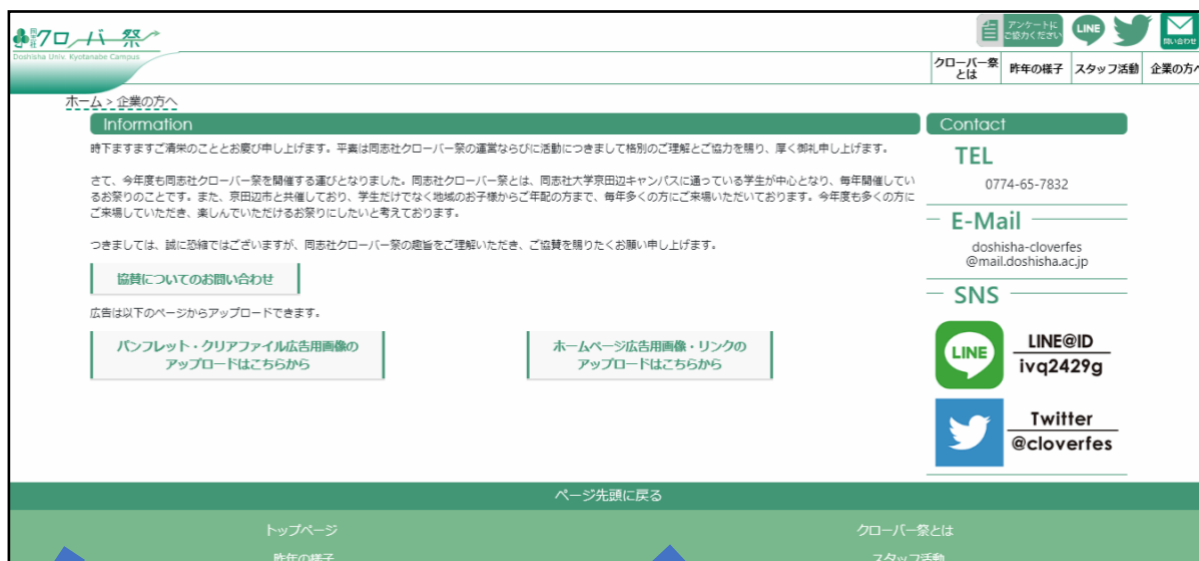 同志社クローバー祭
Doshisha Univ. Kyotanabe Campus
アンケートに
ご協力ください
LINE
問い合わせ
クローバー祭
とは
昨年の様子
スタッフ活動
企業の方へ
ホーム > 企業の方へ
Information
時下ますますご清栄のこととお慶び申し上げます。平素は同志社クローバー祭の運営ならびに活動につきまして格別のご理解とご協力を賜り、厚く御礼申し上げます。
さて、今年度も同志社クローバー祭を開催する運びとなりました。同志社クローバー祭とは、同志社大学京田辺キャンパスに通っている学生が中心となり、毎年開催してい
るお祭りのことです。また、京田辺市と共催しており、学生だけでなく地域のお子様からご年配の方まで、毎年多くの方にご来場いただいております。今年度も多くの方に
ご来場していただき、楽しんでいただけるお祭りにしたいと考えております。
つきましては、誠に恐縮ではございますが、同志社クローバー祭の趣旨をご理解いただき、ご協賛を賜りたくお願い申し上げます。
協賛についてのお問い合わせ
広告は以下のページからアップロードできます。
パンフレット・クリアファイル広告用画像の
アップロードはこちらから
ホームページ広告用画像・リンクの
アップロードはこちらから
Contact
TEL
0774-65-7832
E-Mail
doshisha-cloverfes
@mail.doshisha.ac.jp
SNS
LINE
LINE@ID
ivq2429g
Twitter
@cloverfes
ページ先頭に戻る
トップページ
クローバー祭とは
昨年の様子
スタッフ活動